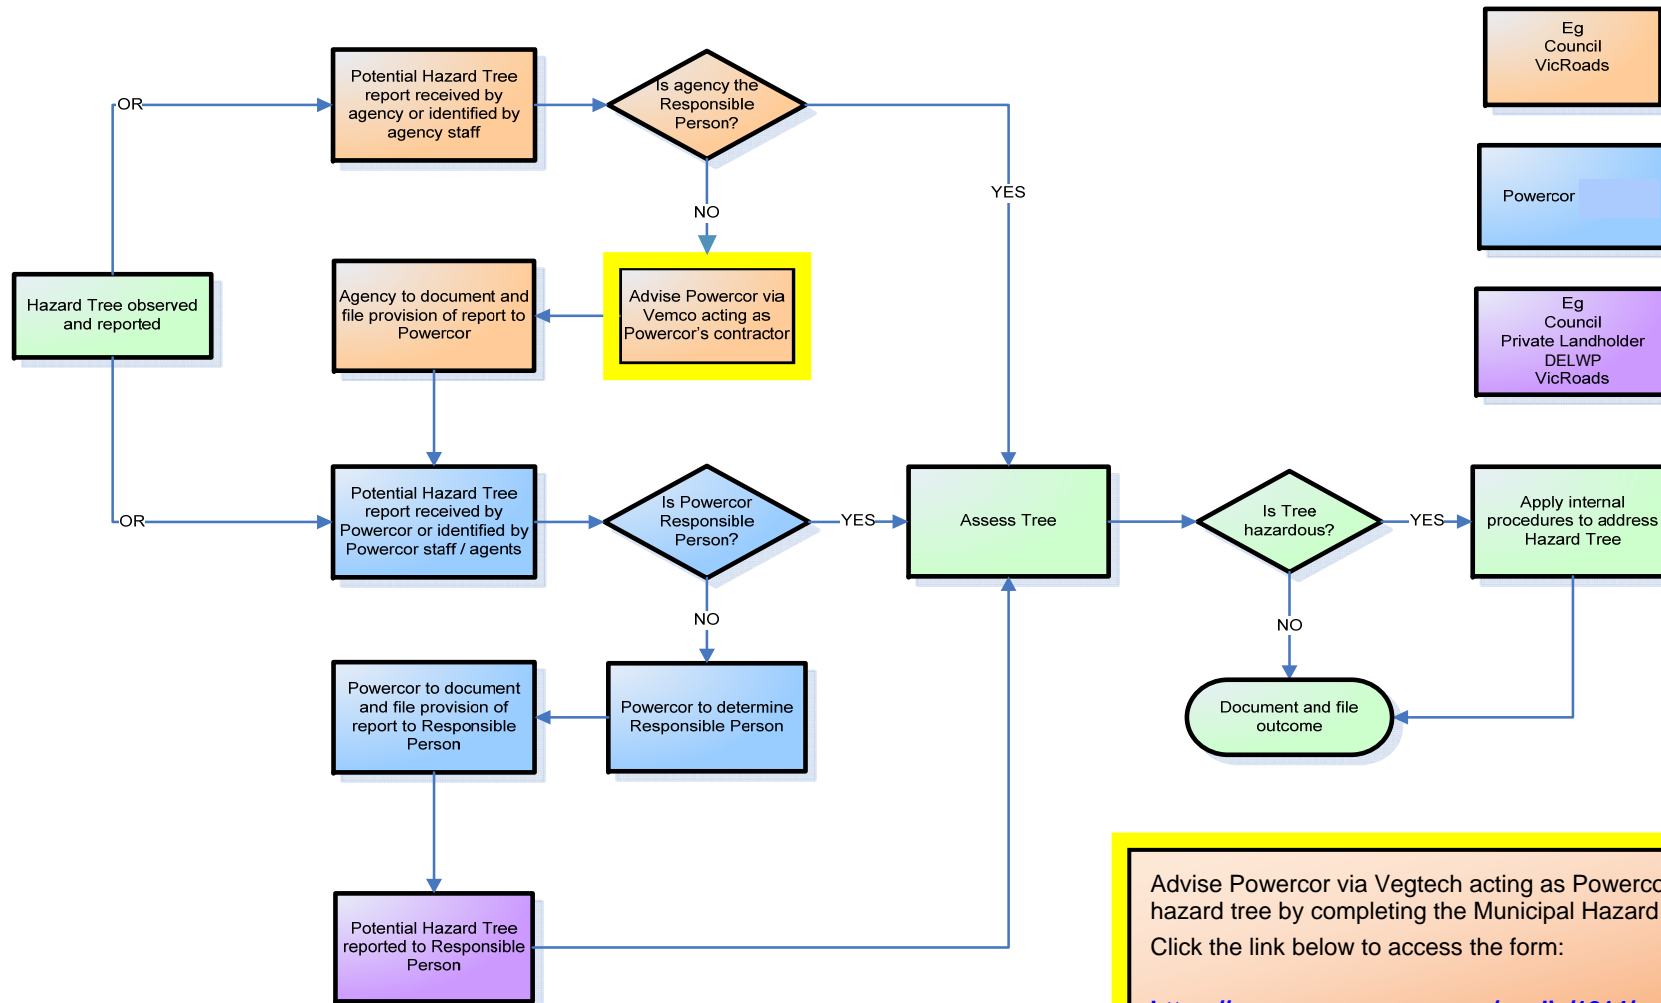 Eg
Council
VicRoads
Potential Hazard Tree
report received by
agency or identified by
agency staff
Is agency the
Responsible
Person?
OR
YES
NO
Powercor
Hazard Tree observed
and reported
Agency to document and
file provision of report to
Powercor
Advise Powercor via
Vemco acting as
Powercor's contractor
Eg
Council
Private Landholder
DELWP
VicRoads
Potential Hazard Tree
report received by
Powercor or identified by
Powercor staff / agents
Is Powercor
Responsible
Person?
Assess Tree
Is Tree
hazardous?
Apply internal
procedures to address
Hazard Tree
OR
YES
YES
NO
NO
Powercor to document
and file provision of
report to Responsible
Person
Powercor to determine
Responsible Person
Document and file
outcome
Potential Hazard Tree
reported to Responsible
Person
Advise Powercor via Vegtech acting as
hazard tree by completing the Municipal Hazard
Click the link below to access the form: